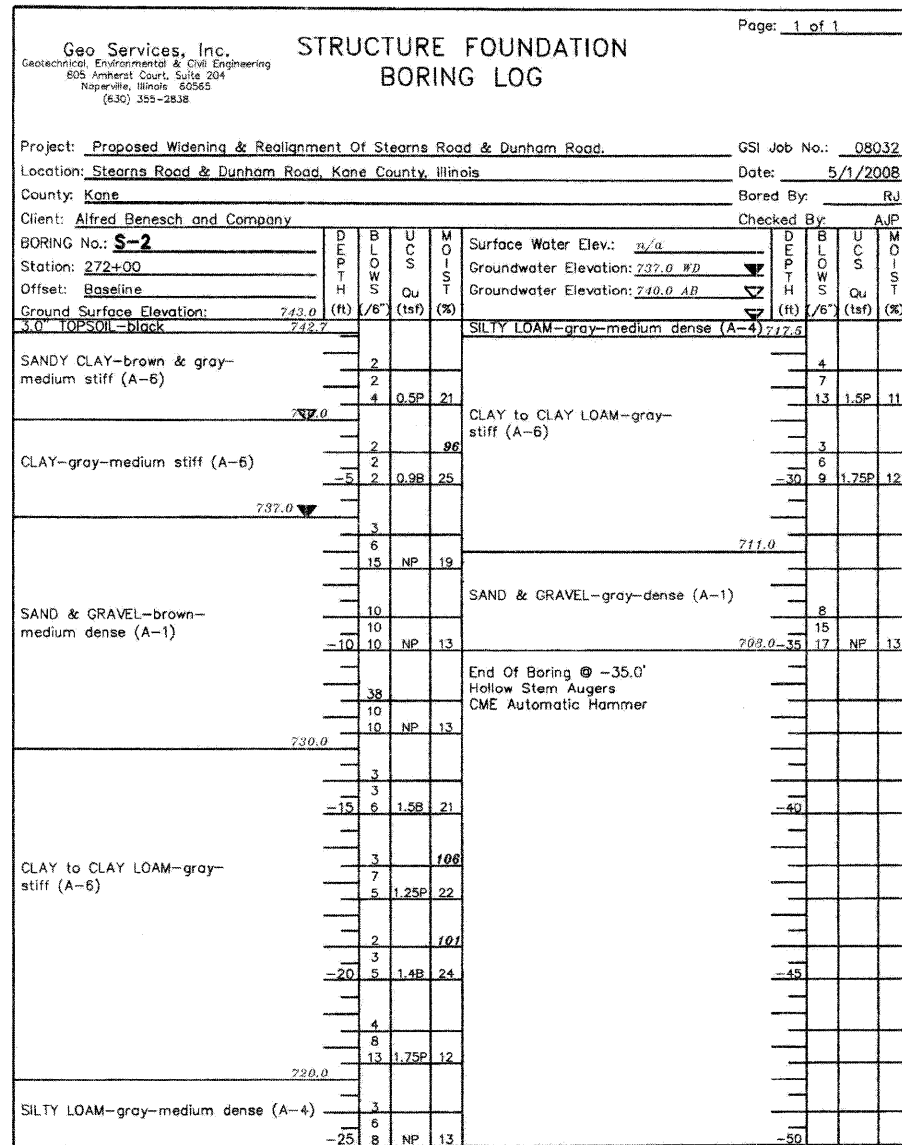 Page: 1 of 1
Geo Services, Inc.
Geotechnical, Environmental & Civil Engineering
805 Amherst Court, Suite 204
Naperville, Illinois 60565
(630) 355-2838
STRUCTURE FOUNDATION
BORING LOG
Project: Proposed Widening & Realignment Of Stearns Road & Dunham Road. GSI Job No.: 08032
Location: Stearns Road & Dunham Road, Kane County, Illinois Date: 5/1/2008
County: Kane Bored By: RJ
Client: Alfred Benesch and Company Checked By: AJP
BORING No.: S-2
Station: 272+00
Offset: Baseline
Ground Surface Elevation: 743.0
DEPTH (ft) BLOWS (/6") UCS Qu (tsf) MOIST (%)
3.0" TOPSOIL-black 742.7
2
SANDY CLAY-brown & gray-
medium stiff (A-6)
2
4 0.5P 21
740.0
2 96
CLAY-gray-medium stiff (A-6) 2
-5 2 0.9B 25
737.0
3
6
15 NP 19
SAND & GRAVEL-brown-
medium dense (A-1)
10
10
-10 10 NP 13
38
10
10 NP 13
730.0
3
3
-15 6 1.5B 21
CLAY to CLAY LOAM-gray-
stiff (A-6)
3 106
7
5 1.25P 22
2 101
3
-20 5 1.4B 24
4
8
13 1.75P 12
720.0
SILTY LOAM-gray-medium dense (A-4) 3
6
-25 8 NP 13
Surface Water Elev.: n/a
Groundwater Elevation: 737.0 WD
Groundwater Elevation: 740.0 AB
DEPTH (ft) BLOWS (/6") UCS Qu (tsf) MOIST (%)
SILTY LOAM-gray-medium dense (A-4) 717.5
4
7
13 1.5P 11
CLAY to CLAY LOAM-gray-
stiff (A-6)
3
6
-30 9 1.75P 12
711.0
SAND & GRAVEL-gray-dense (A-1)
8
15
708.0 -35 17 NP 13
End Of Boring @ -35.0'
Hollow Stem Augers
CME Automatic Hammer
-40
-45
-50